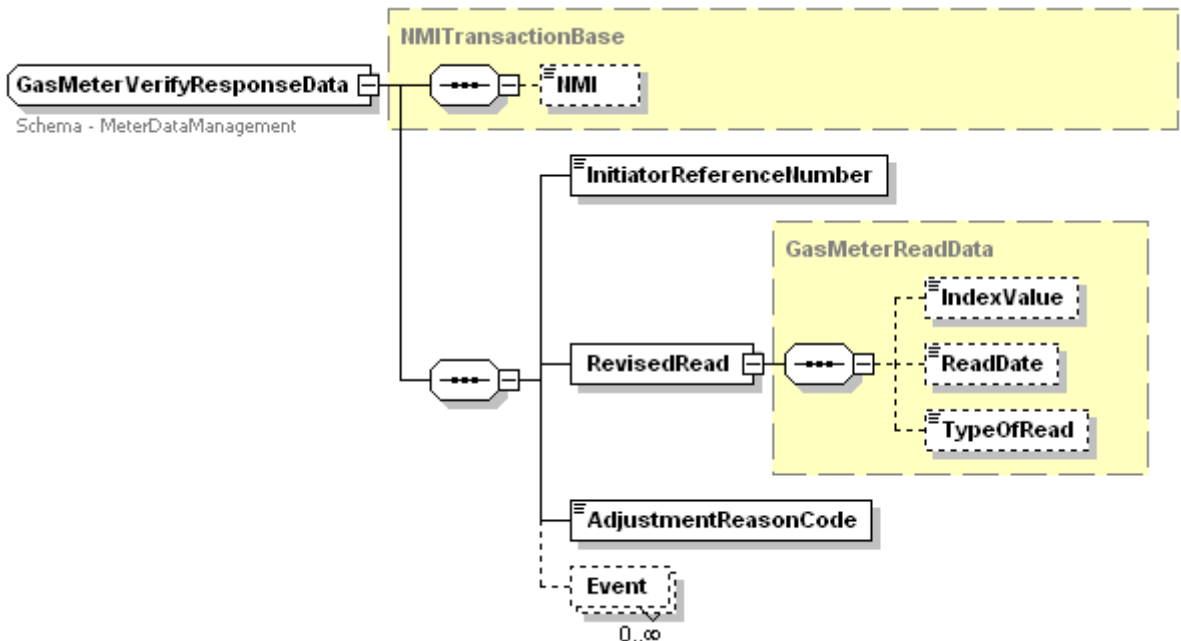 NMITransactionBase
GasMeterVerifyResponseData
NMI
Schema - MeterDataManagement
InitiatorReferenceNumber
GasMeterReadData
IndexValue
RevisedRead
ReadDate
TypeOfRead
AdjustmentReasonCode
Event
0..∞